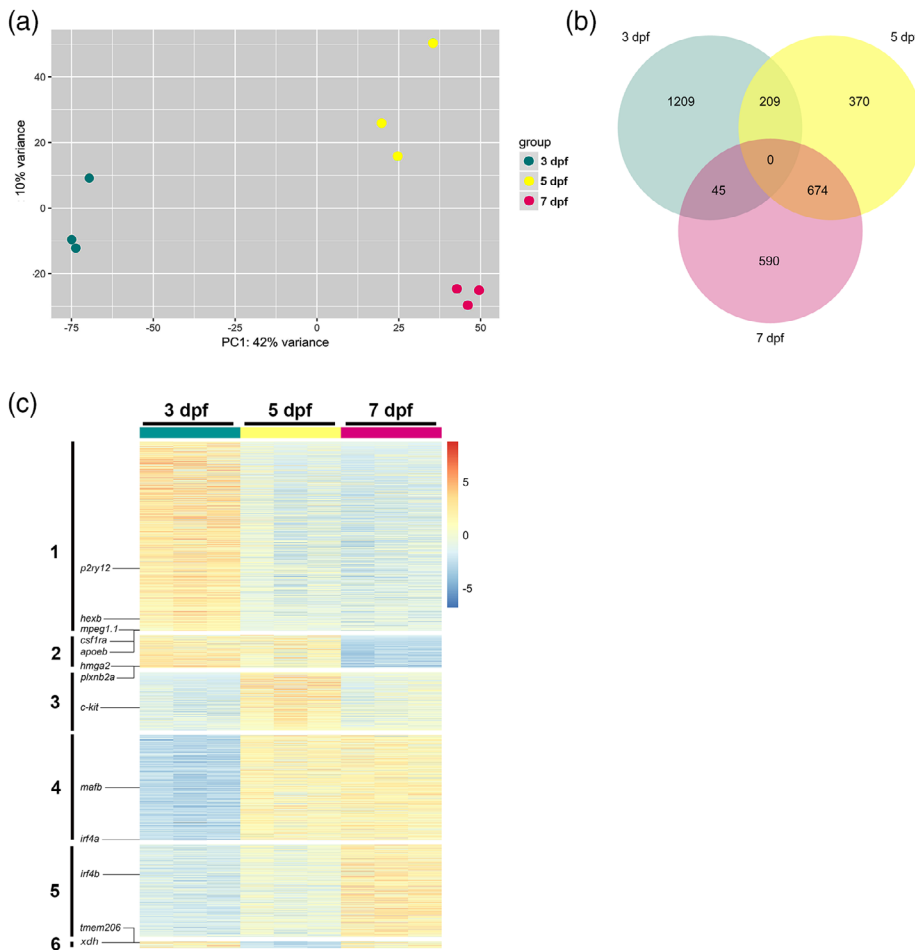 (a)
40
20
0
-20
10% variance
-75
-50
-25
0
25
50
PC1: 42% variance
group
3 dpf
5 dpf
7 dpf
(b)
3 dpf
5 dp
1209
209
370
0
45
674
590
7 dpf
(c)
3 dpf
5 dpf
7 dpf
5
0
-5
1
p2ry12
hexb
mpeg1.1
csf1ra
2
apoeb
hmga2
plxnb2a
3
c-kit
4
mafb
irf4a
irf4b
5
tmem206
6
xdh